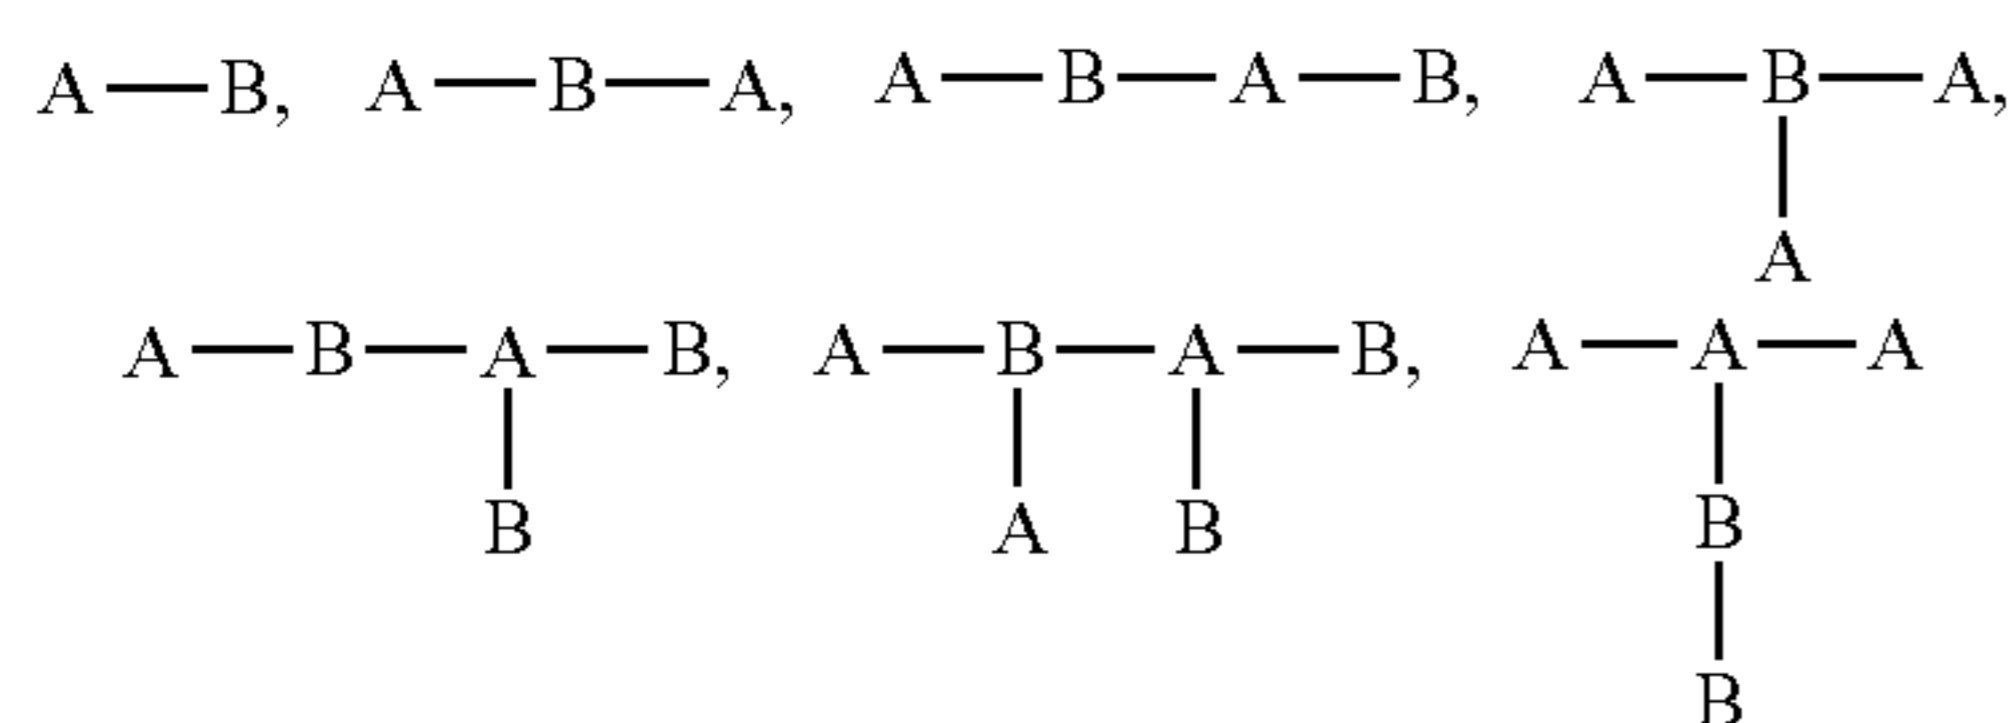 A—B, A—B—A, A—B—A—B, A—B—A,
A
A—B—A—B, A—B—A—B, A—A—A
B A B B
B